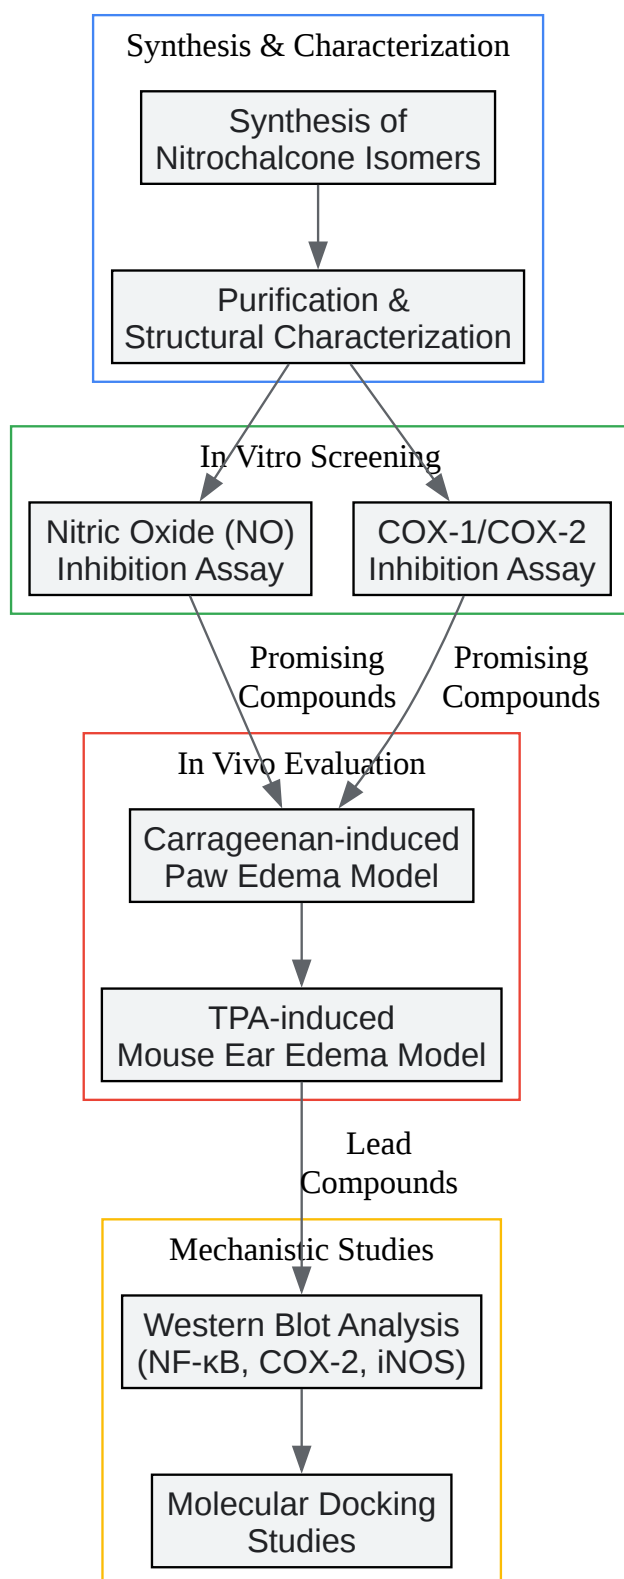 Synthesis & Characterization
Synthesis of
Nitrochalcone Isomers
Purification &
Structural Characterization
In Vitro Screening
Nitric Oxide (NO)
Inhibition Assay
COX-1/COX-2
Inhibition Assay
Promising
Compounds
Promising
Compounds
In Vivo Evaluation
Carrageenan-induced
Paw Edema Model
TPA-induced
Mouse Ear Edema Model
Lead
Compounds
Mechanistic Studies
Western Blot Analysis
(NF-κB, COX-2, iNOS)
Molecular Docking
Studies